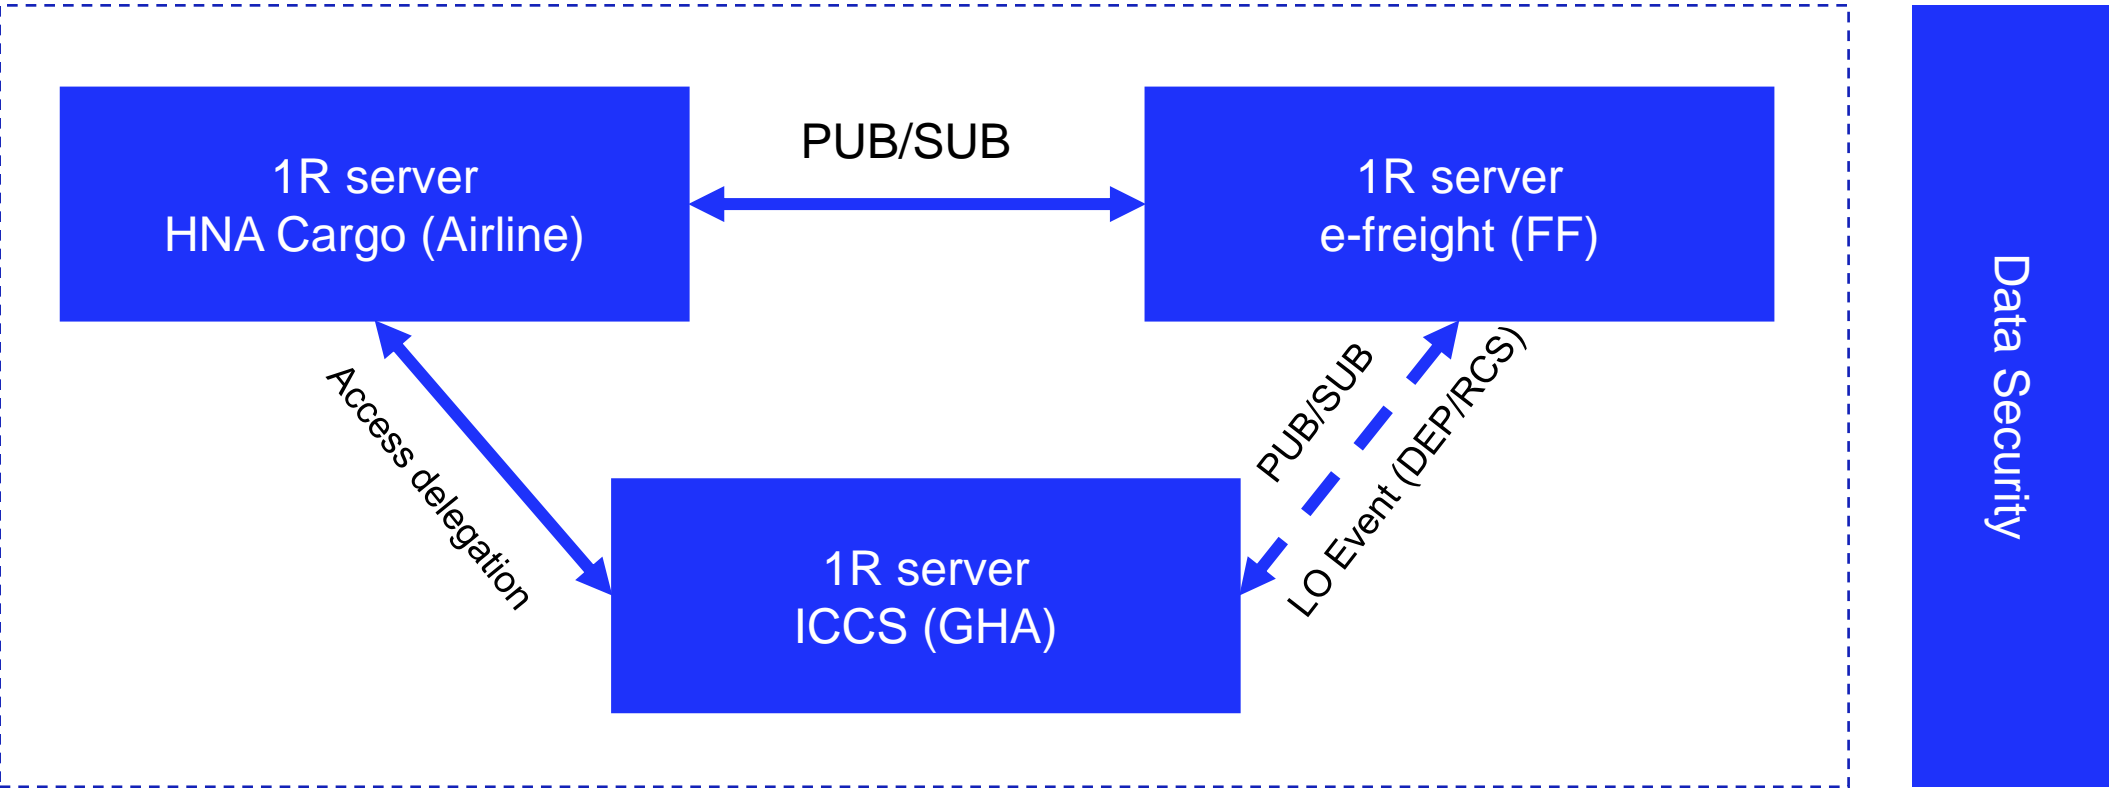 1R server
HNA Cargo (Airline)
PUB/SUB
1R server
e-freight (FF)
Access delegation
PUB/SUB
LO Event (DEP/RCS)
1R server
ICCS (GHA)
Data Security